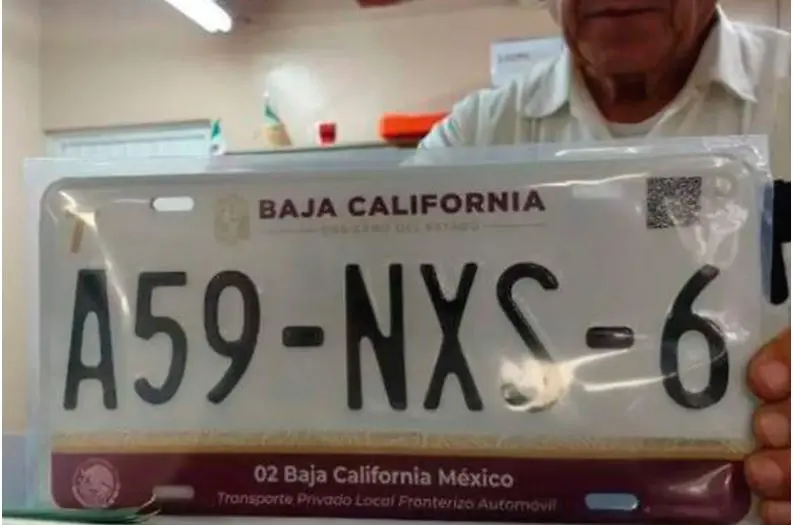 BAJA CALIFORNIA
GOBIERNO DEL ESTADO
A59-NXS-6
02 Baja California México
Transporte Privado Local Fronterizo Automóvil